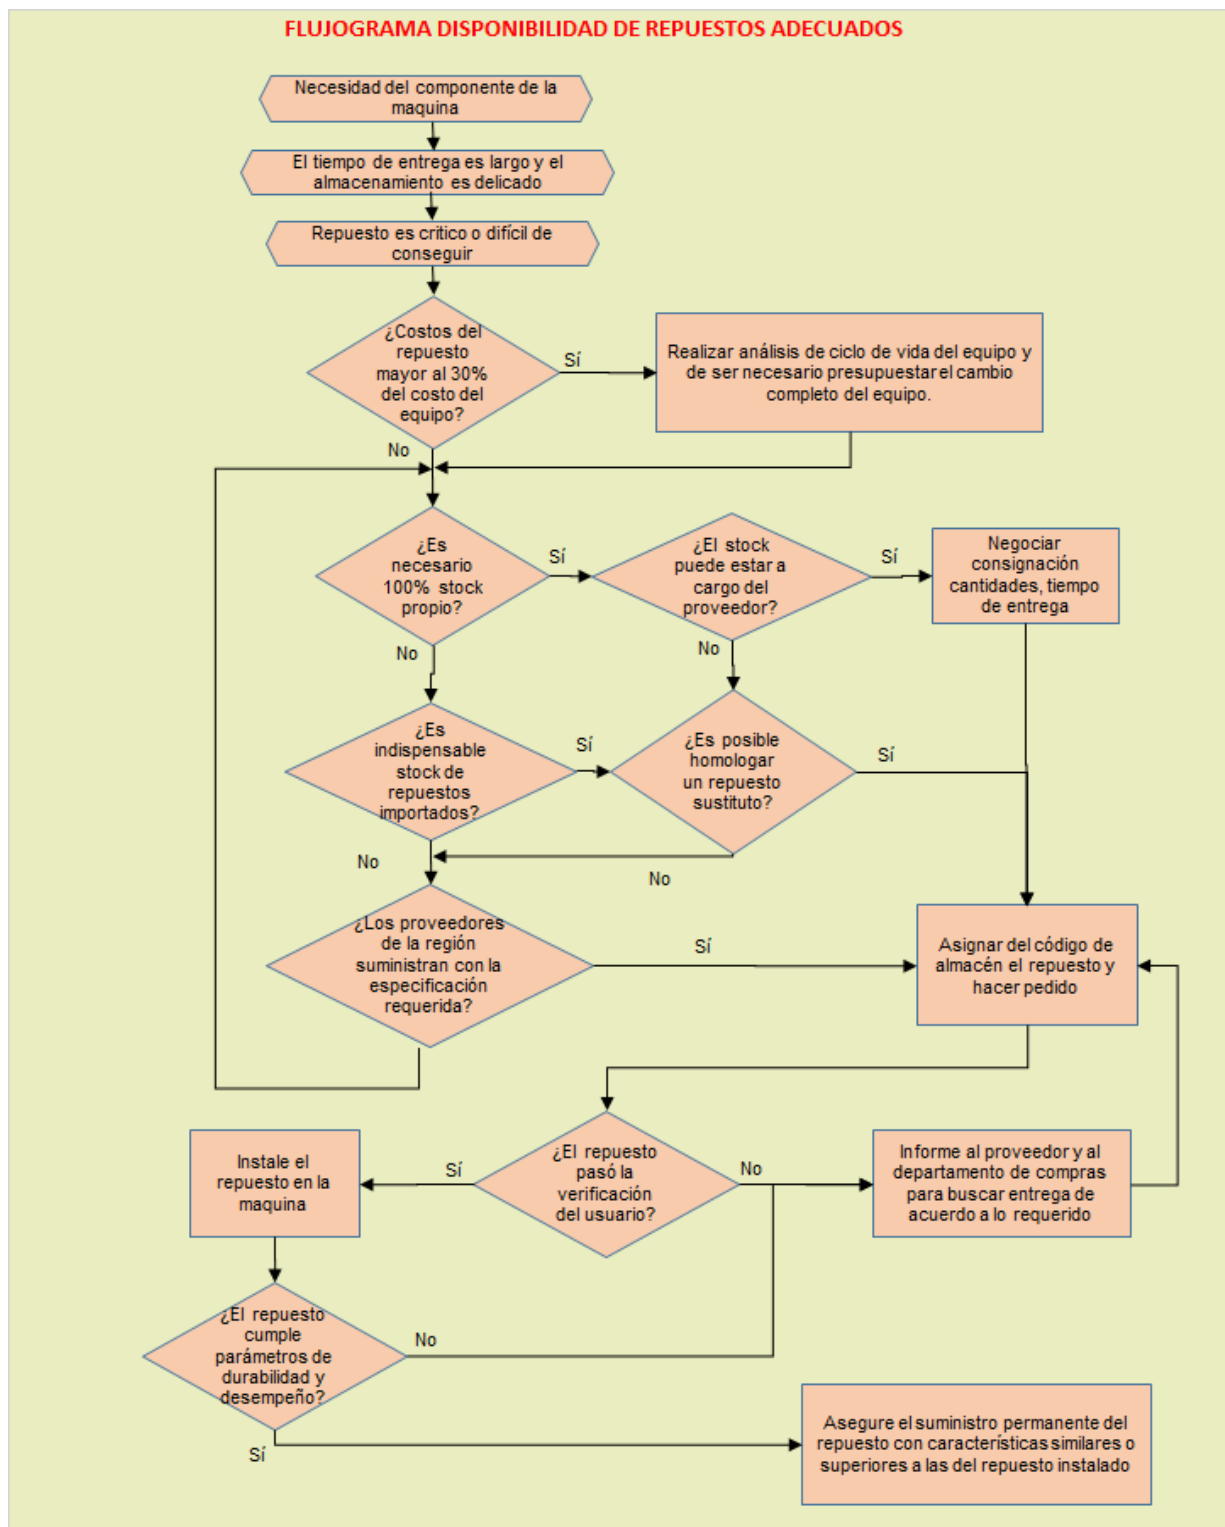 FLUJOGRAMA DISPONIBILIDAD DE REPUESTOS ADECUADOS
Necesidad del componente de la
maquina
El tiempo de entrega es largo y el
almacenamiento es delicado
Repuesto es critico o difícil de
conseguir
¿Costos del
repuesto
mayor al 30%
del costo del
equipo?
Sí
Realizar análisis de ciclo de vida del equipo y
de ser necesario presupuestar el cambio
completo del equipo.
No
¿Es
necesario
100% stock
propio?
Sí
¿El stock
puede estar a
cargo del
proveedor?
Sí
Negociar
consignación
cantidades, tiempo
de entrega
No
No
¿Es
indispensable
stock de
repuestos
importados?
Sí
¿Es posible
homologar
un repuesto
sustituto?
Sí
No
No
¿Los proveedores
de la región
suministran con la
especificación
requerida?
Sí
Asignar del código de
almacén el repuesto y
hacer pedido
Instale el
repuesto en la
maquina
Sí
¿El repuesto
pasó la
verificación
del usuario?
No
Informe al proveedor y al
departamento de compras
para buscar entrega de
acuerdo a lo requerido
¿El repuesto
cumple
parámetros de
durabilidad y
desempeño?
No
Sí
Asegure el suministro permanente del
repuesto con características similares o
superiores a las del repuesto instalado